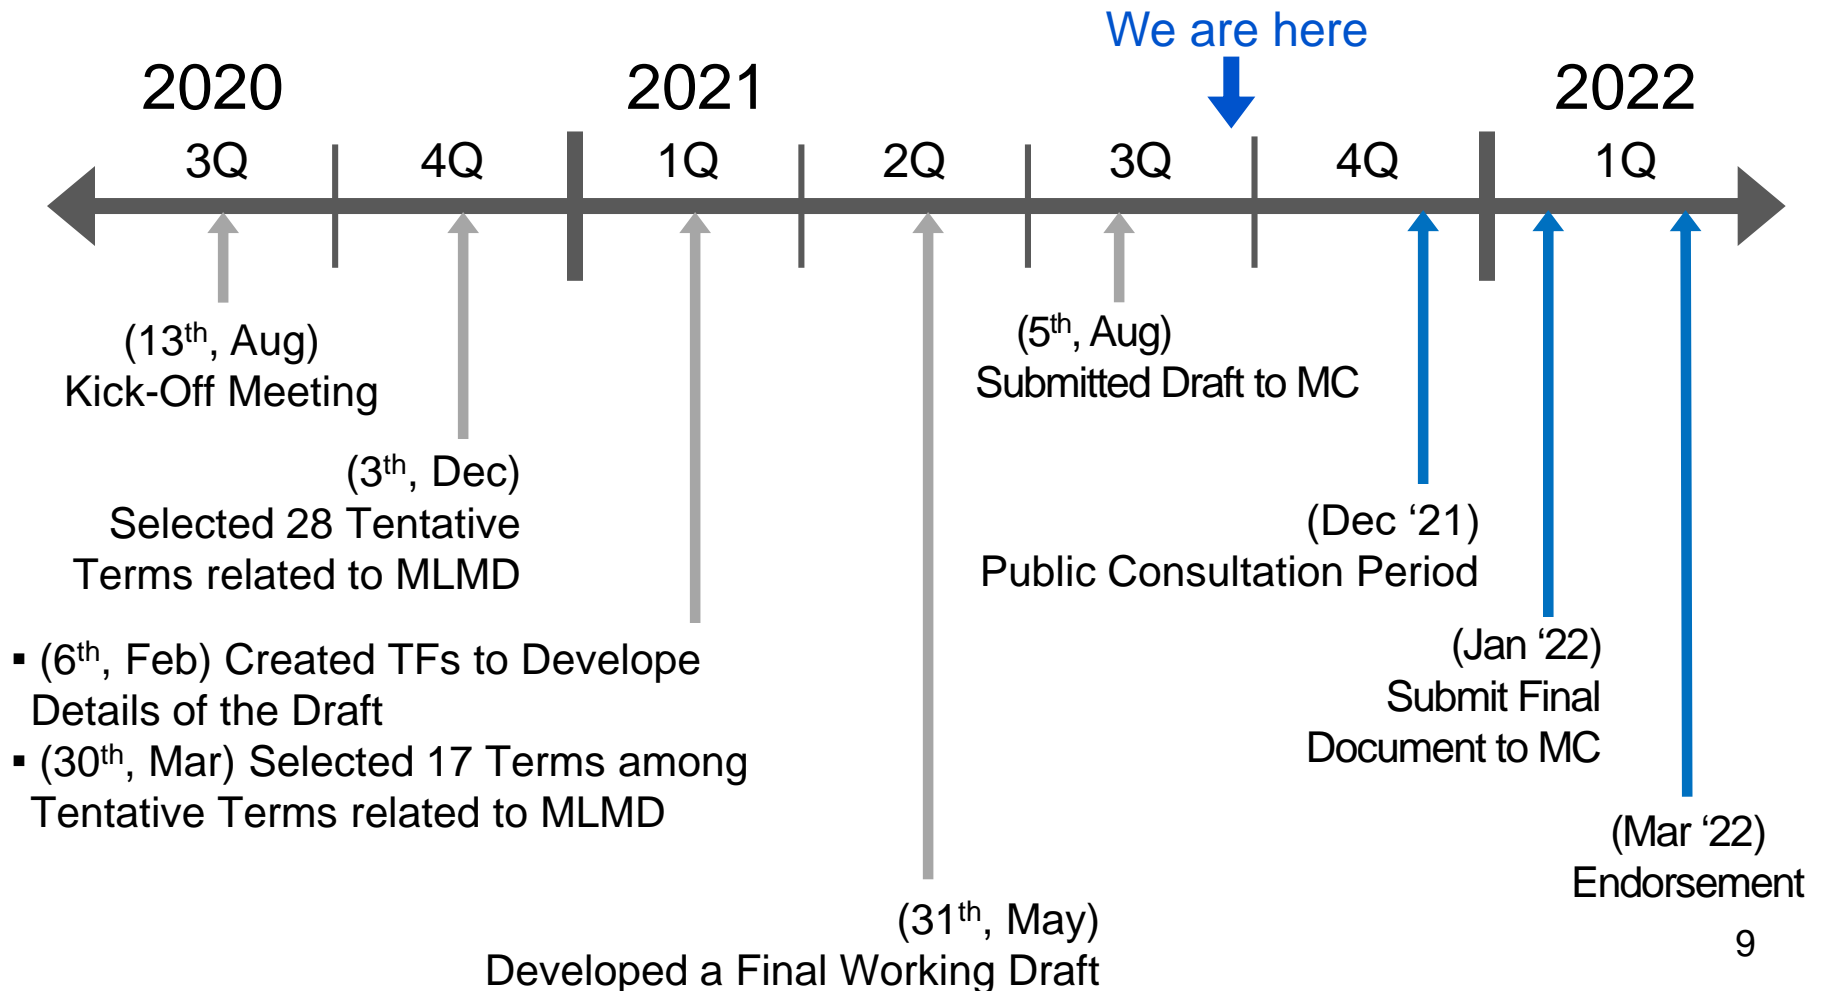 We are here
2020
2021
2022
3Q
4Q
1Q
2Q
3Q
4Q
1Q
(13th, Aug)
Kick-Off Meeting
(3th, Dec)
Selected 28 Tentative
Terms related to MLMD
▪ (6th, Feb) Created TFs to Develope
Details of the Draft
▪ (30th, Mar) Selected 17 Terms among
Tentative Terms related to MLMD
(31th, May)
Developed a Final Working Draft
(5th, Aug)
Submitted Draft to MC
(Dec ‘21)
Public Consultation Period
(Jan ‘22)
Submit Final
Document to MC
(Mar ‘22)
Endorsement
9